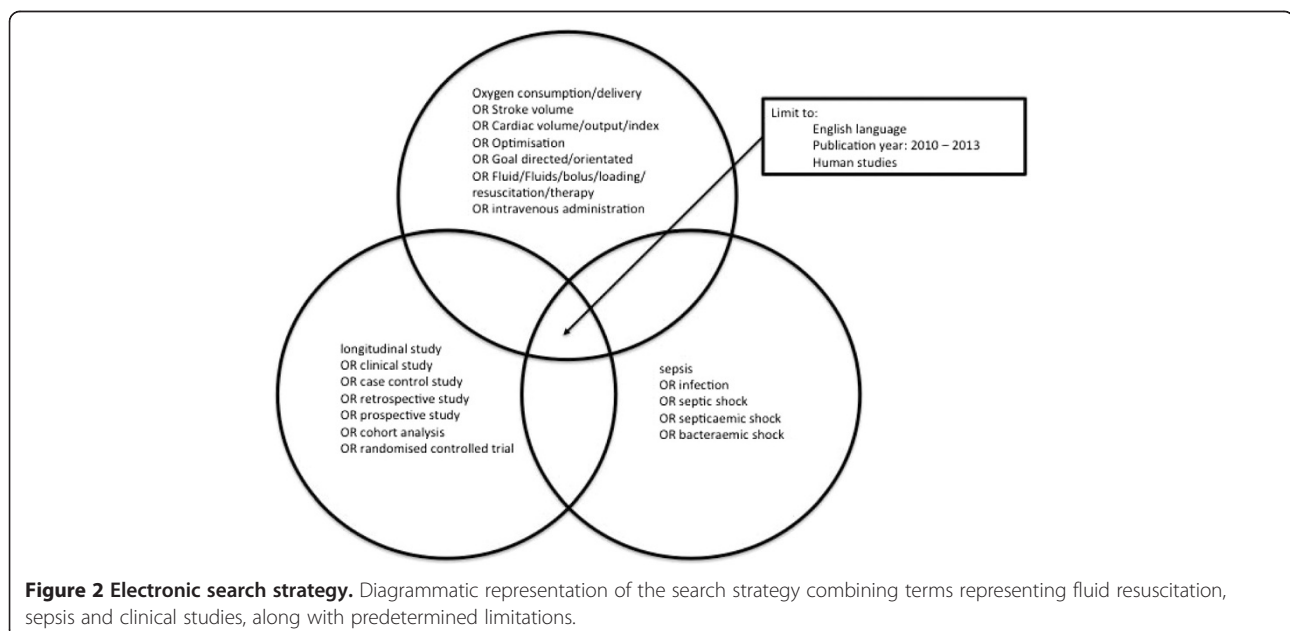 Oxygen consumption/delivery
OR Stroke volume
OR Cardiac volume/output/index
OR Optimisation
OR Goal directed/orientated
OR Fluid/Fluids/bolus/loading/
resuscitation/therapy
OR intravenous administration
Limit to:
English language
Publication year: 2010 – 2013
Human studies
longitudinal study
OR clinical study
OR case control study
OR retrospective study
OR prospective study
OR cohort analysis
OR randomised controlled trial
sepsis
OR infection
OR septic shock
OR septicaemic shock
OR bacteraemic shock
Figure 2 Electronic search strategy. Diagrammatic representation of the search strategy combining terms representing fluid resuscitation,
sepsis and clinical studies, along with predetermined limitations.